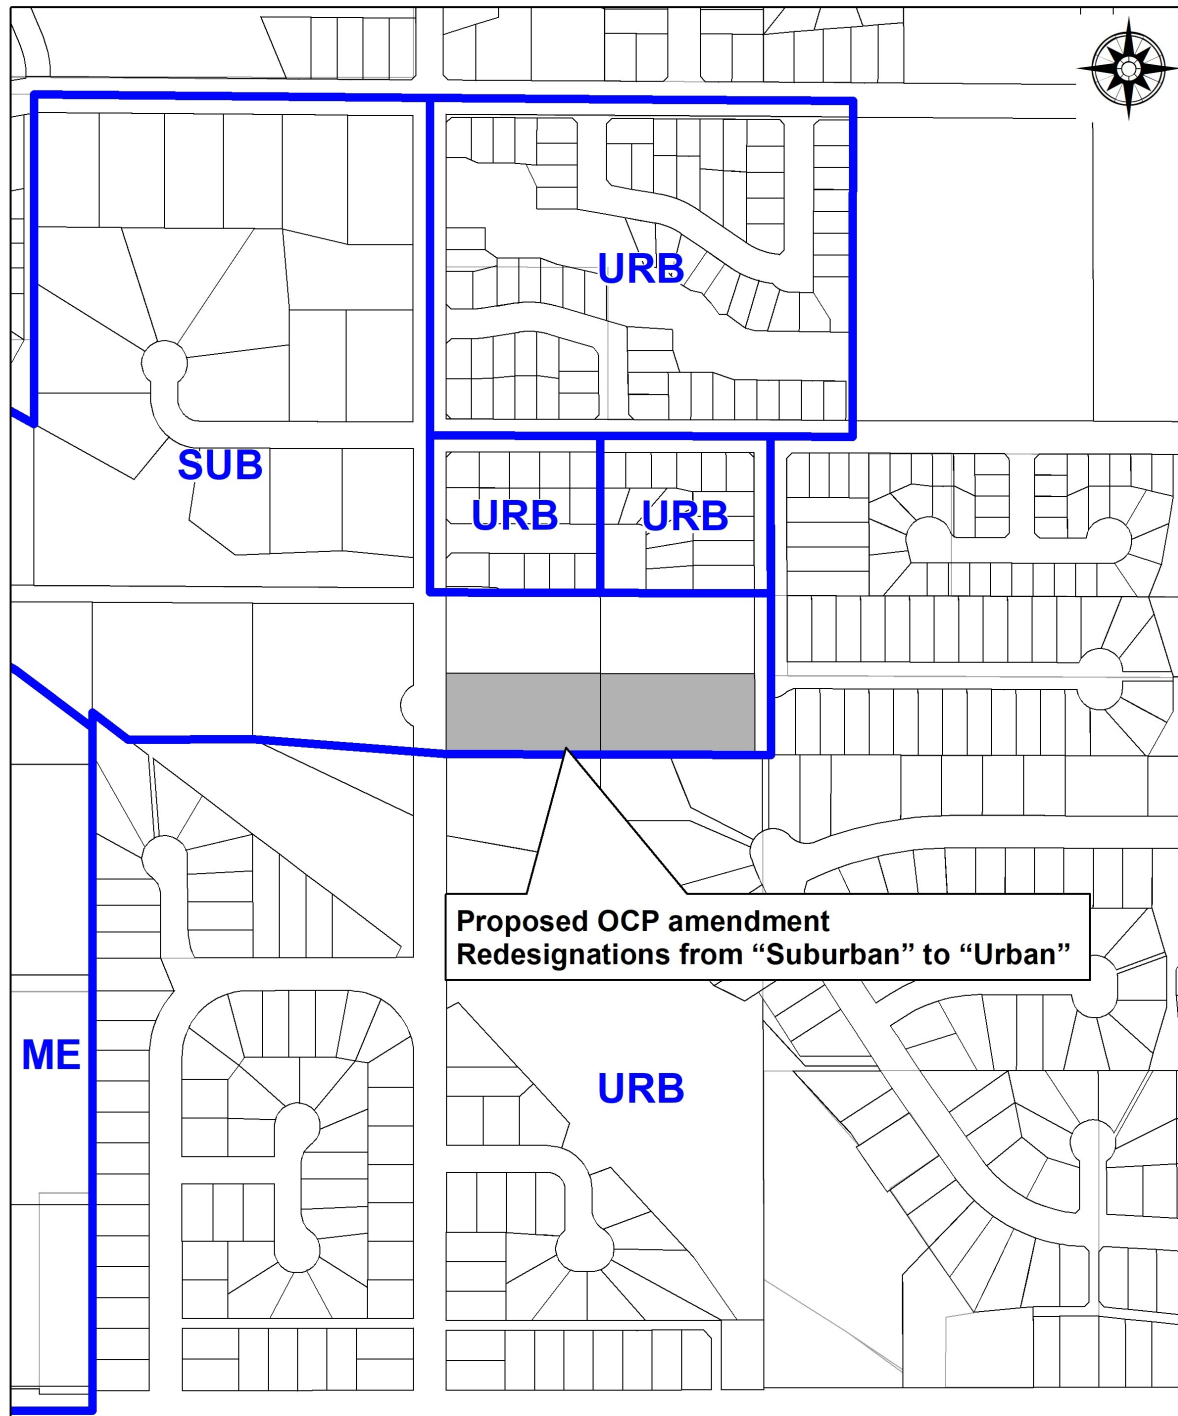 URB
SUB
URB
URB
Proposed OCP amendment
Redesignations from “Suburban” to “Urban”
ME
URB